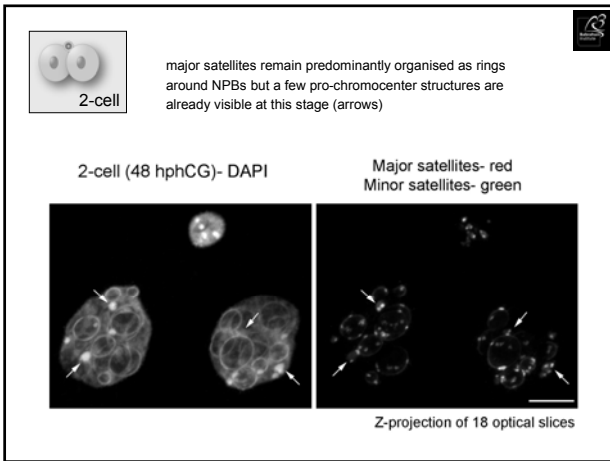 major satellites remain predominantly organised as rings
around NPBs but a few pro-chromocenter structures are
already visible at this stage (arrows)
2-cell
2-cell (48 hphCG)- DAPI
Major satellites- red
Minor satellites- green
Z-projection of 18 optical slices